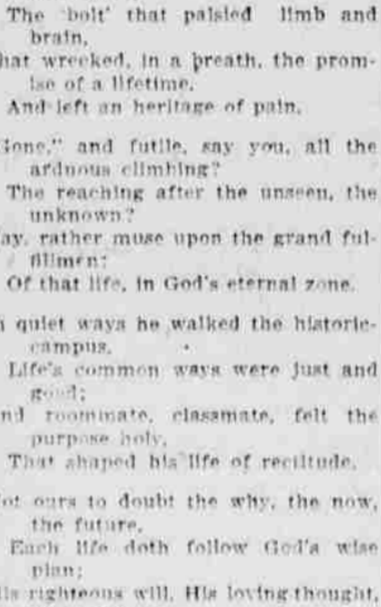 The 'bolt' that palsied limb and
brain,
hat wrecked, in a breath, the prom-
ise of a lifetime,
And left an heritage of pain.
Gone," and futile, say you, all the
arduous climbing?
The reaching after the unseen, the
unknown?
ay, rather muse upon the grand ful-
fillment
Of that life, in God's eternal zone.
n quiet ways he walked the historic-
campus,
Life's common ways were just and
good;
nd roommate, classmate, felt the
purpose holy,
That shaped his life of rectitude.
ot ours to doubt the why, the now,
the future,
Each life doth follow God's wise
plan;
is righteous will, His loving thought,